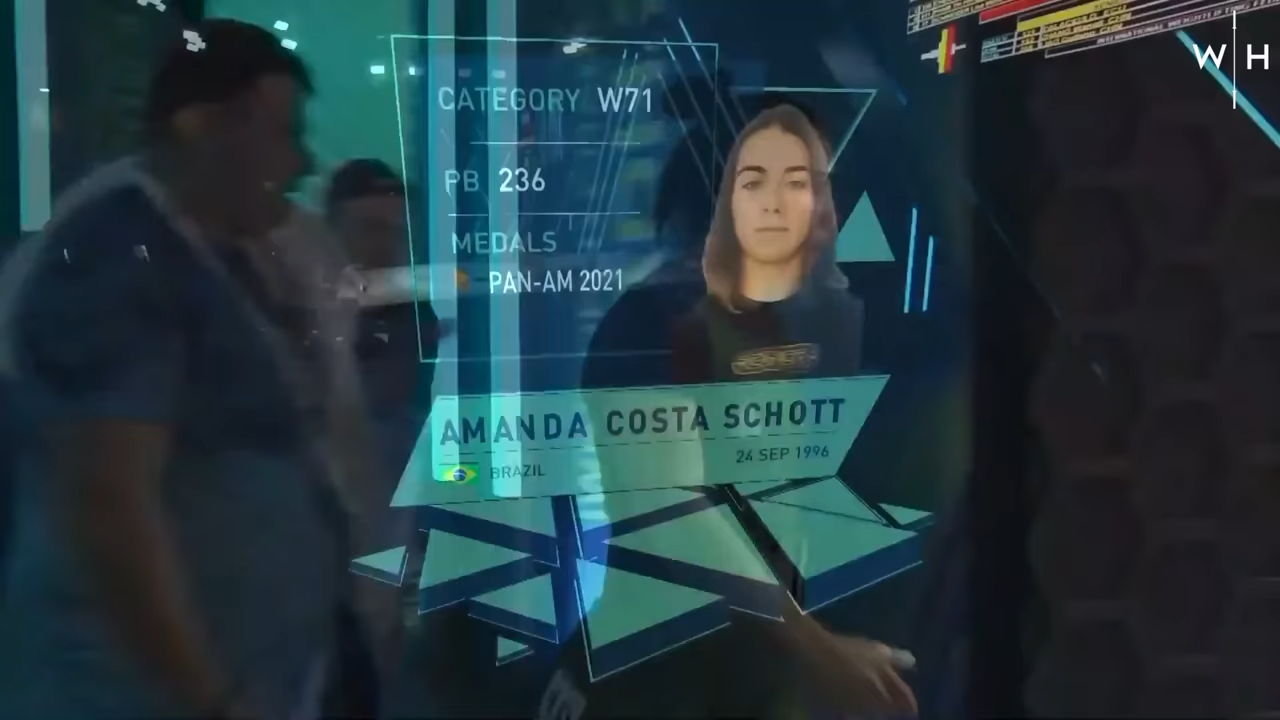 W H
CATEGORY W71
PB 236
MEDALS
PAN-AM 2021
AMANDA COSTA SCHOTT
BRAZIL
24 SEP 1996